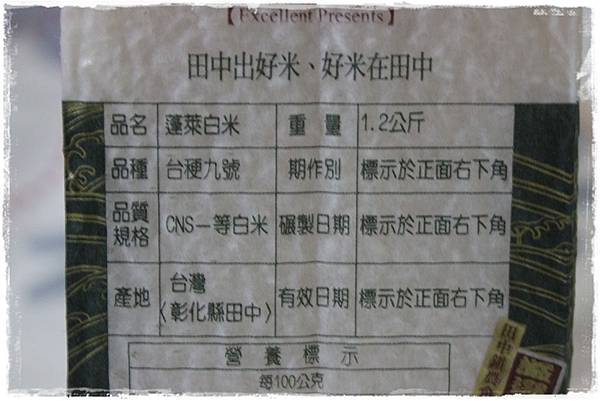 【Excellent Presents】
田中出好米、好米在田中
品名 蓬萊白米 重量 1.2公斤
品種 台稉九號 期作別 標示於正面右下角
品質規格 CNS一等白米 碾製日期 標示於正面右下角
產地 台灣〈彰化縣田中〉 有效日期 標示於正面右下角
營養標示
每100公克